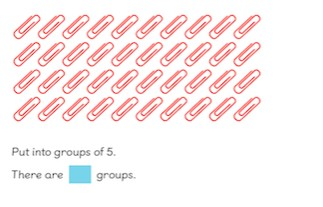 Put into groups of 5.
There are groups.